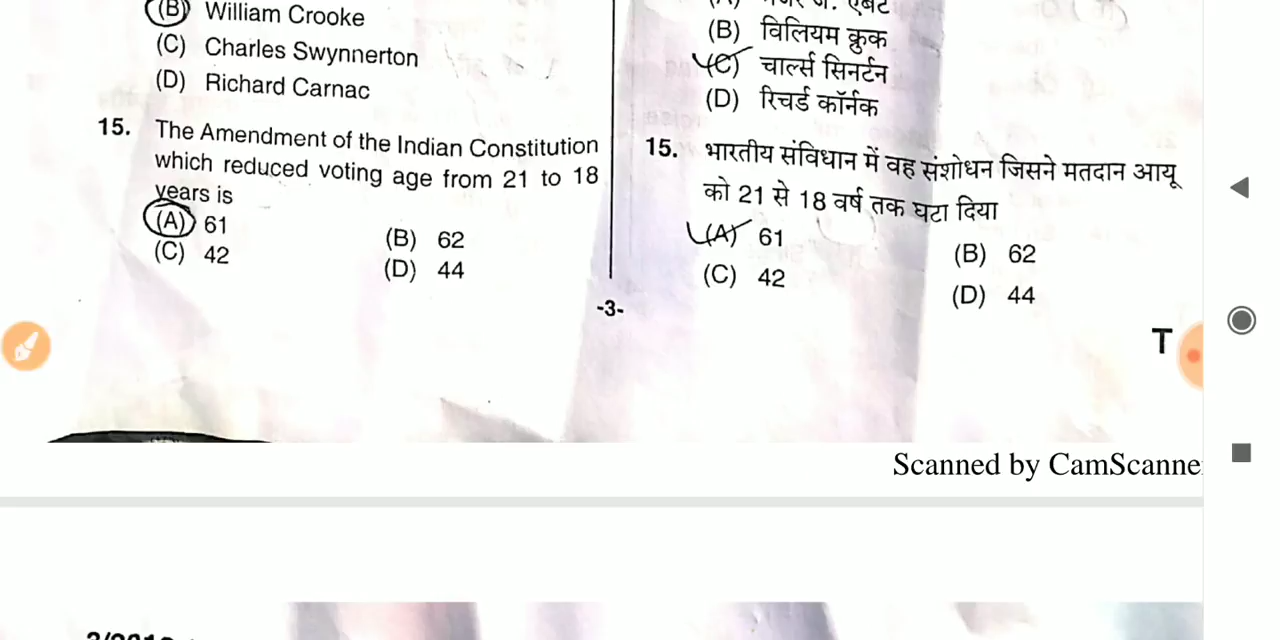 (B) William Crooke
(C) Charles Swynnerton
(D) Richard Carnac
15. The Amendment of the Indian Constitution
which reduced voting age from 21 to 18
years is
(A) 61
(B) 62
(C) 42
(D) 44
(B) विलियम क्रुक
(C) चार्ल्स सिनर्टन
(D) रिचर्ड कॉर्नक
15. भारतीय संविधान में वह संशोधन जिसने मतदान आयू
को 21 से 18 वर्ष तक घटा दिया
(A) 61
(B) 62
(C) 42
(D) 44
-3-
T
Scanned by CamScanne